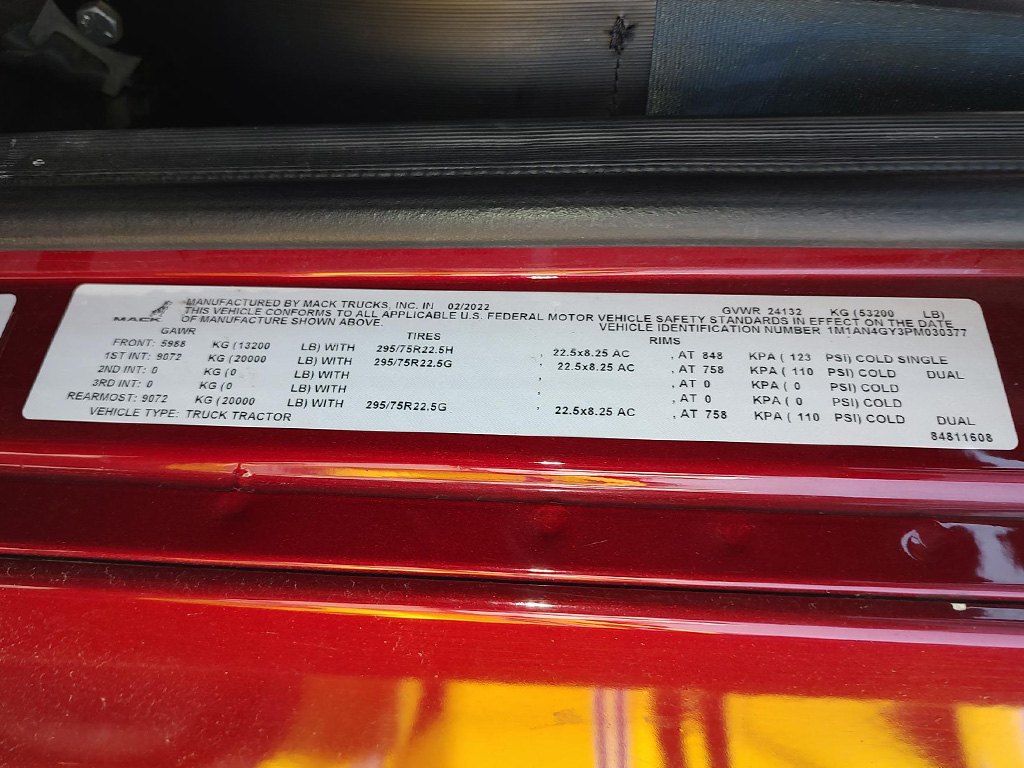 MACK
MANUFACTURED BY MACK TRUCKS, INC. IN 02/2022 GVWR 24132 KG (53200 LB)
THIS VEHICLE CONFORMS TO ALL APPLICABLE U.S. FEDERAL MOTOR VEHICLE SAFETY STANDARDS IN EFFECT ON THE DATE
OF MANUFACTURE SHOWN ABOVE. VEHICLE IDENTIFICATION NUMBER 1M1AN4GY3PM030377
GAWR TIRES RIMS
FRONT: 5988 KG (13200 LB) WITH 295/75R22.5H , 22.5x8.25 AC , AT 848 KPA ( 123 PSI) COLD SINGLE
1ST INT: 9072 KG (20000 LB) WITH 295/75R22.5G , 22.5x8.25 AC , AT 758 KPA ( 110 PSI) COLD DUAL
2ND INT: 0 KG (0 LB) WITH , , AT 0 KPA ( 0 PSI) COLD
3RD INT: 0 KG (0 LB) WITH , , AT 0 KPA ( 0 PSI) COLD
REARMOST: 9072 KG (20000 LB) WITH 295/75R22.5G , 22.5x8.25 AC , AT 758 KPA ( 110 PSI) COLD DUAL
VEHICLE TYPE: TRUCK TRACTOR 84811608